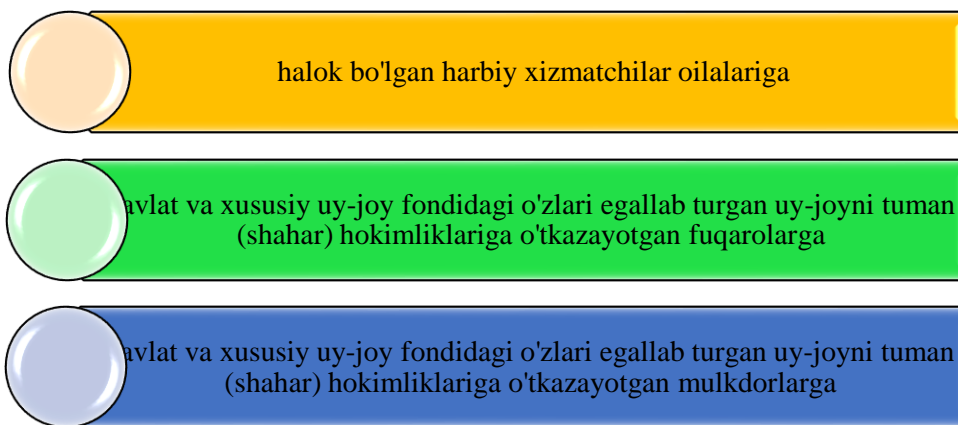 halok bo'lgan harbiy xizmatchilar oilalariga
avlat va xususiy uy-joy fondidagi o'zlari egallab turgan uy-joyni tuman
(shahar) hokimliklariga o'tkazayotgan fuqarolarga
avlat va xususiy uy-joy fondidagi o'zlari egallab turgan uy-joyni tuman
(shahar) hokimliklariga o'tkazayotgan mulkdorlarga